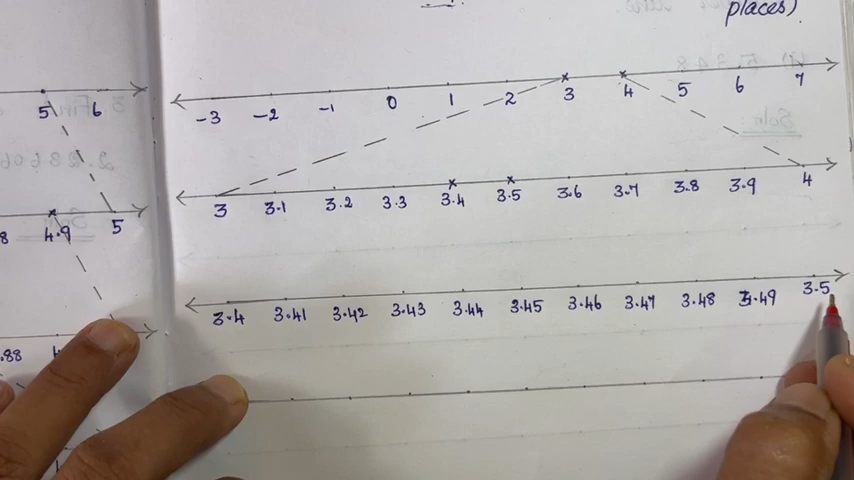 places).
5 6
-3 -2 -1 0 1 2 3 4 5 6 7
3 3.1 3.2 3.3 3.4 3.5 3.6 3.7 3.8 3.9 4
8 4.9 5
3.4 3.41 3.42 3.43 3.44 3.45 3.46 3.47 3.48 3.49 3.5
.88